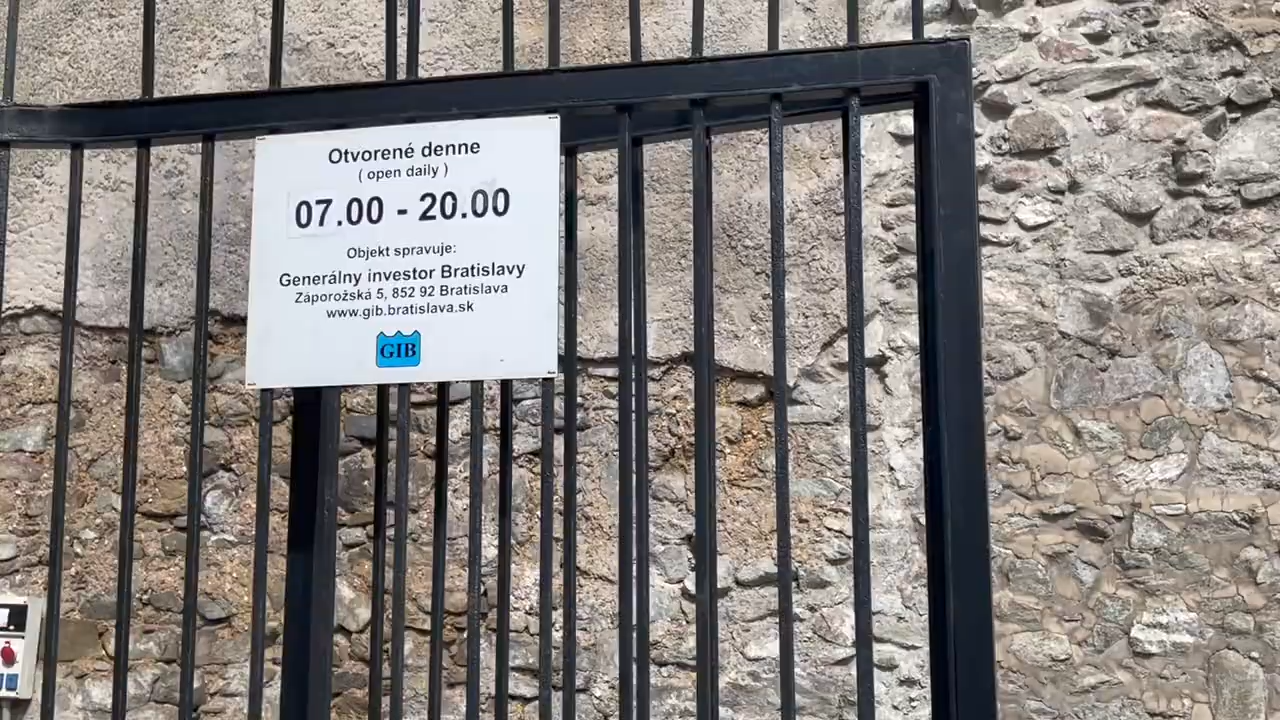 Otvorené denne
( open daily )
07.00 - 20.00
Objekt spravuje:
Generálny investor Bratislavy
Záporožská 5, 852 92 Bratislava
www.gib.bratislava.sk
GIB